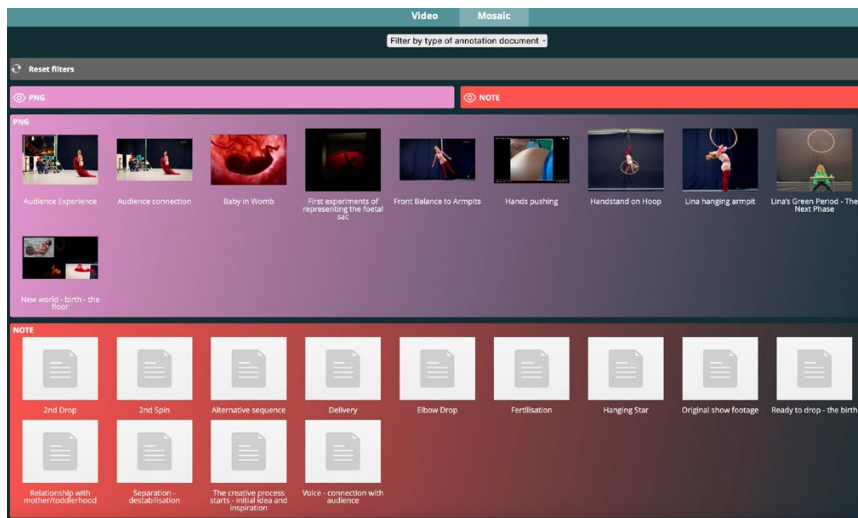 Video Mosaic
Filter by type of annotation document
Reset filters
PNG NOTE
PNG
Audience Experience
Audience connection
Baby in Womb
First experiments of
representing the foetal
sac
Front Balance to Armpits
Hands pushing
Handstand on Hoop
Lina hanging armpit
Lina's Green Period - The
Next Phase
New world - birth - the
floor
NOTE
2nd Drop
2nd Spin
Alternative sequence
Delivery
Elbow Drop
Fertilisation
Hanging Star
Original show footage
Ready to drop - the birth
Relationship with
mother/toddlerhood
Separation -
destabilisation
The creative process
starts - initial idea and
inspiration
Voice - connection with
audience